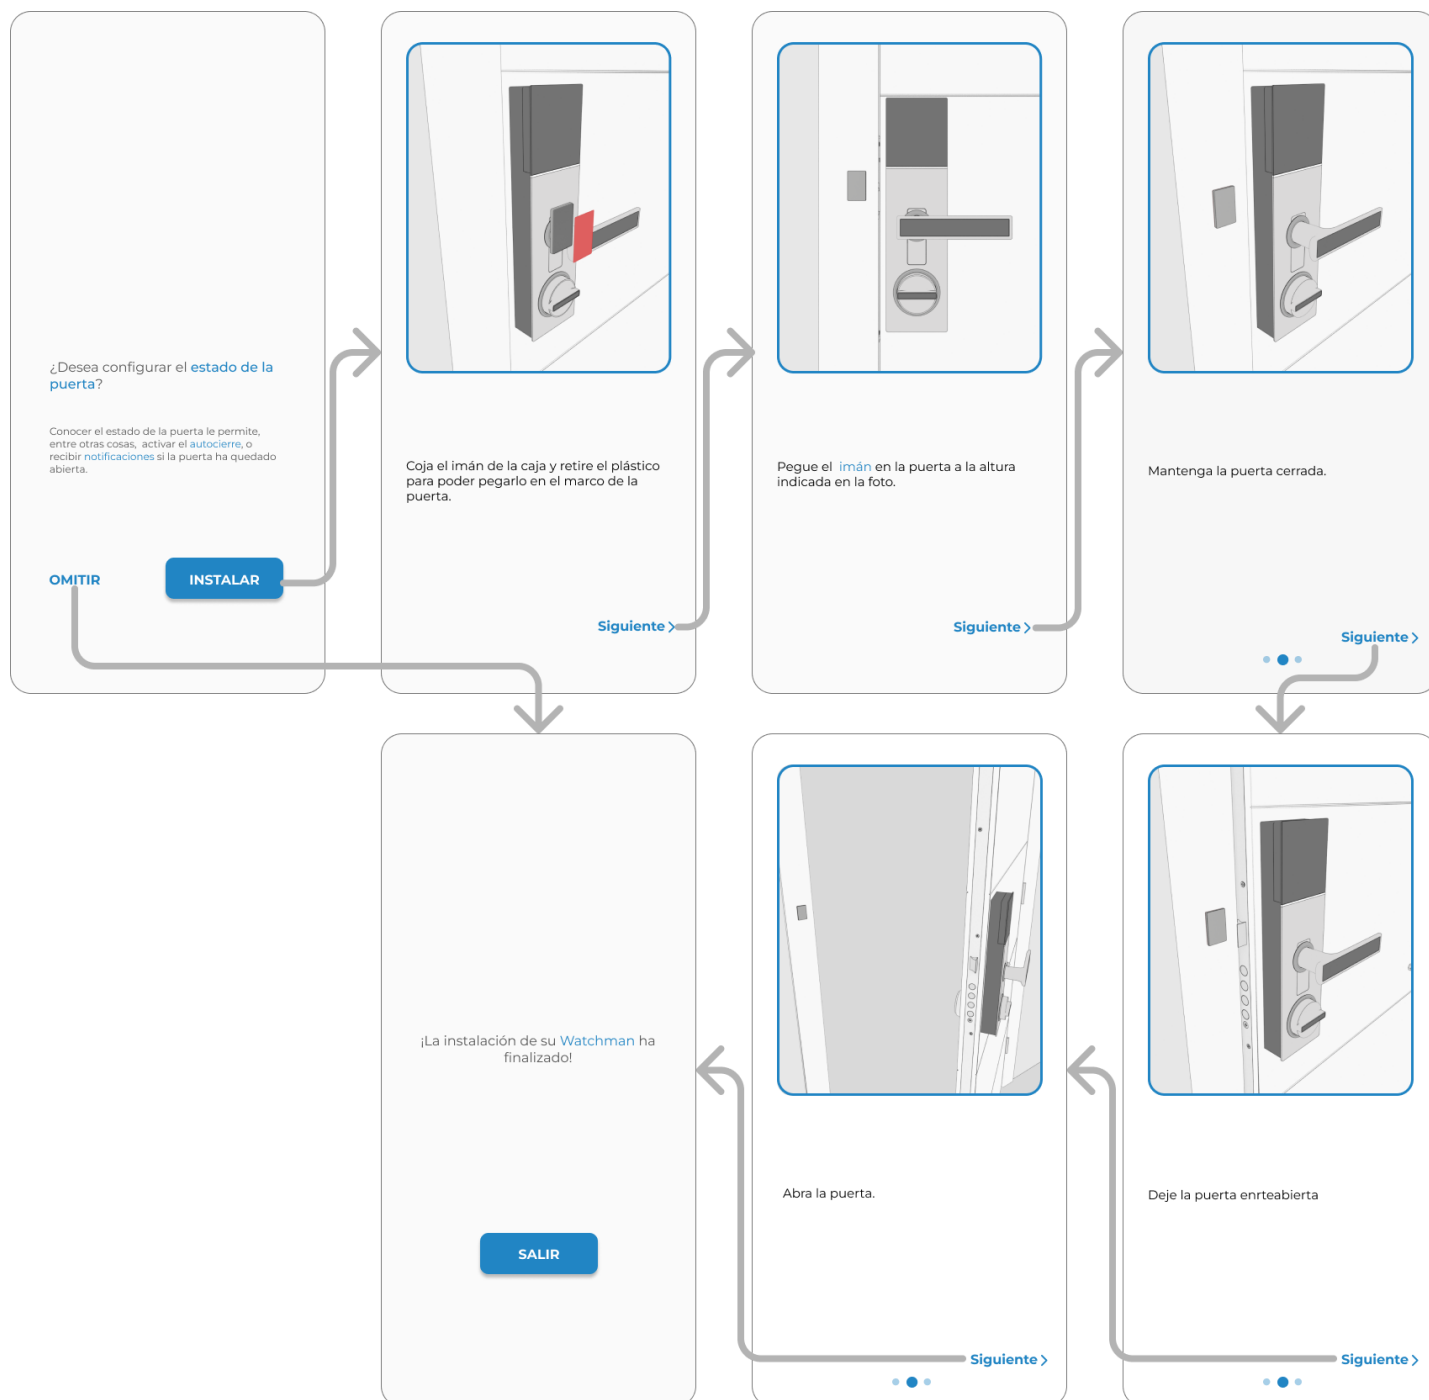 ¿Desea configurar el estado de la
puerta?
Conocer el estado de la puerta le permite,
entre otras cosas, activar el autocierre, o
recibir notificaciones si la puerta ha quedado
abierta.
OMITIR
INSTALAR
Coja el imán de la caja y retire el plástico
para poder pegarlo en el marco de la
puerta.
Siguiente
Pegue el imán en la puerta a la altura
indicada en la foto.
Siguiente
Mantenga la puerta cerrada.
Siguiente
¡La instalación de su Watchman ha
finalizado!
SALIR
Abra la puerta.
Siguiente
Deje la puerta enrteabierta
Siguiente